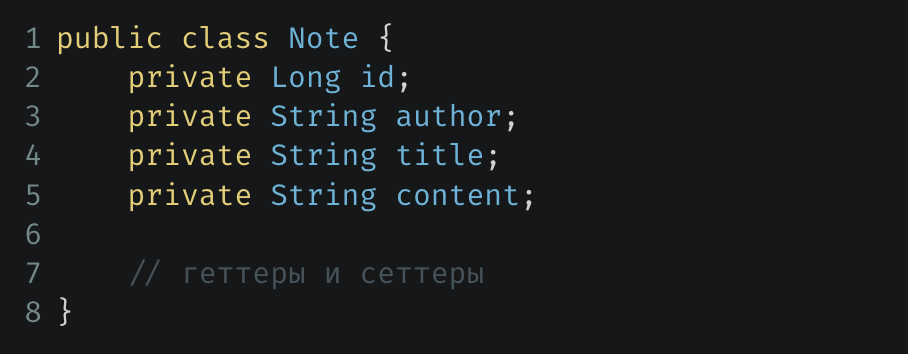 1 public class Note {
2     private Long id;
3     private String author;
4     private String title;
5     private String content;
6
7     // геттеры и сеттеры
8 }